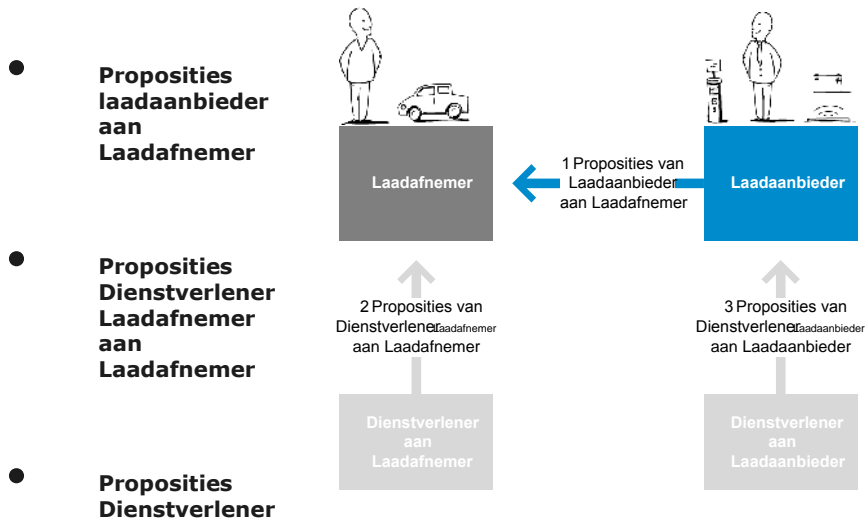 Proposities
laadaanbieder
aan
Laadafnemer
Proposities
Dienstverlener
Laadafnemer
aan
Laadafnemer
Proposities
Dienstverlener
Laadafnemer
1 Proposities van
Laadaanbieder
aan Laadafnemer
Laadaanbieder
2 Proposities van
Dienstverlener Laadafnemer
aan Laadafnemer
3 Proposities van
Dienstverlener Laadaanbieder
aan Laadaanbieder
Dienstverlener
aan
Laadafnemer
Dienstverlener
aan
Laadaanbieder